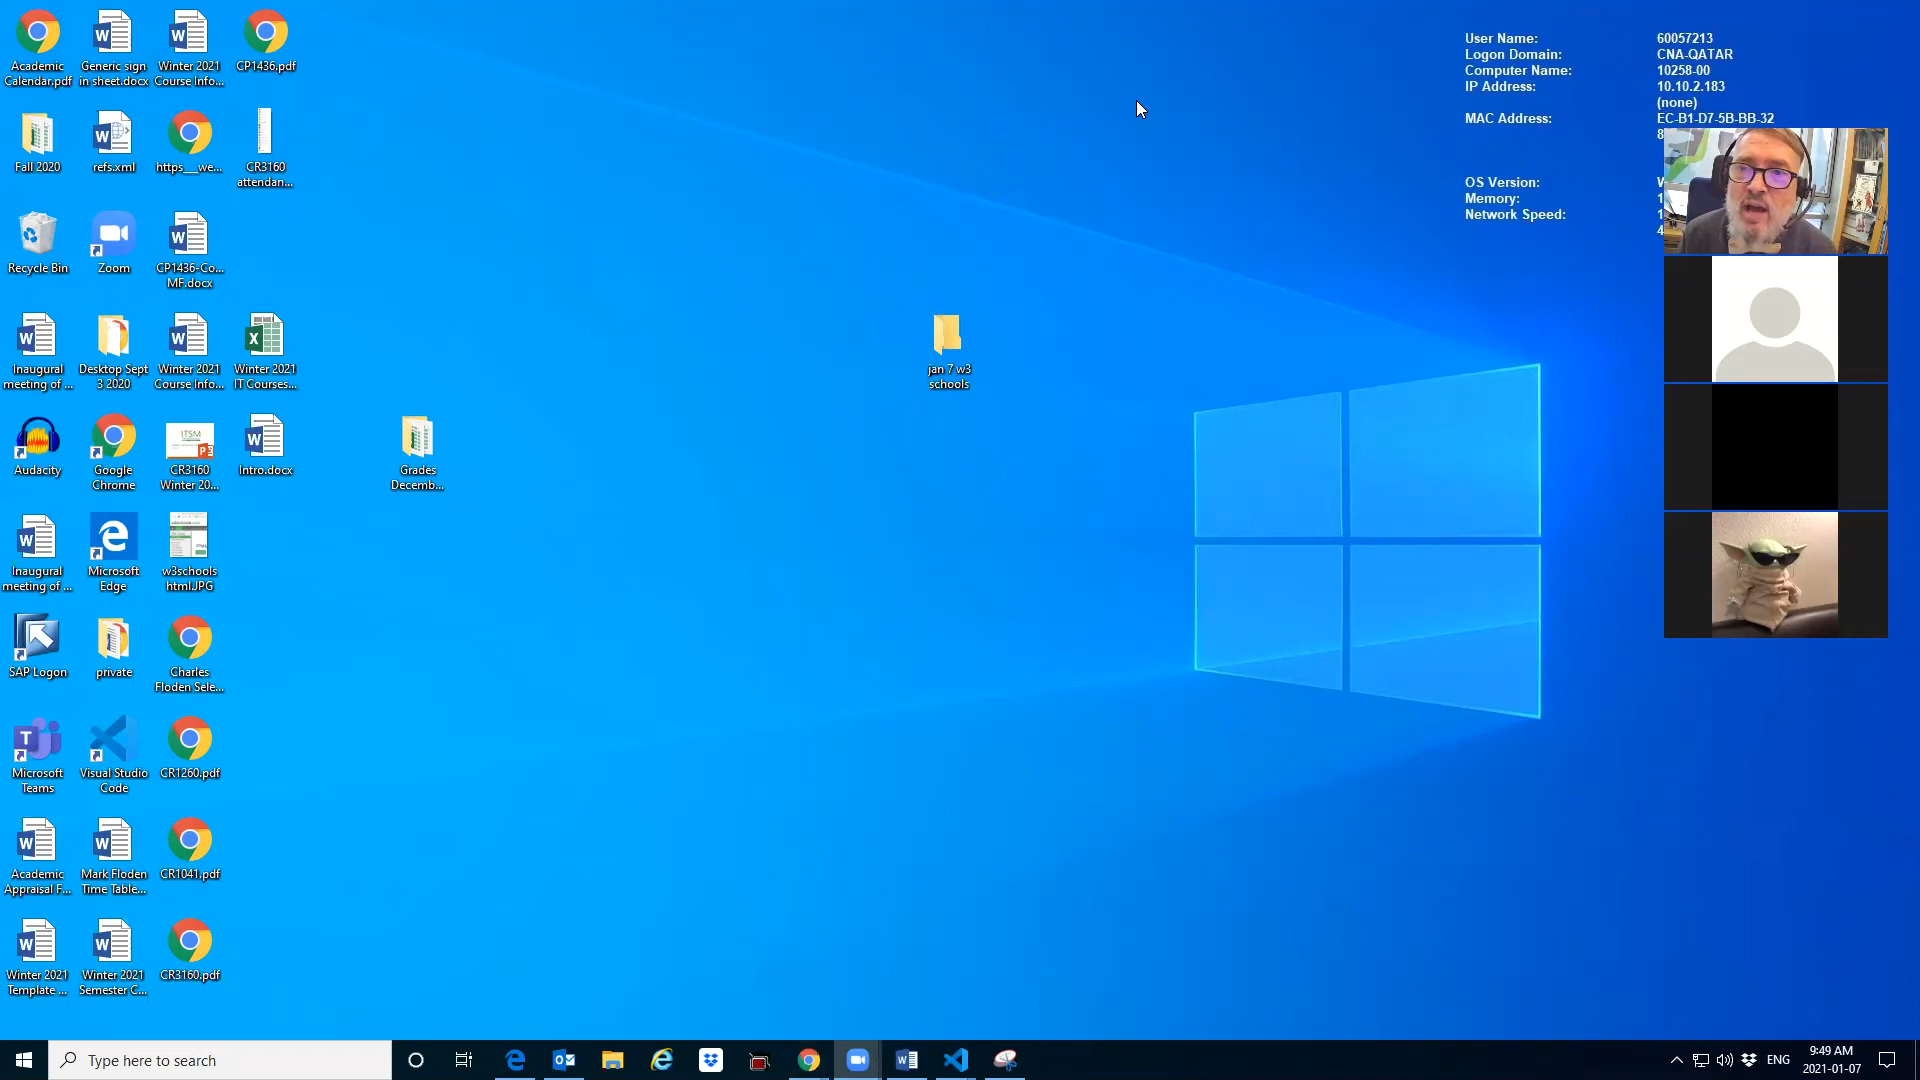 Academic
Calendar.pdf
Generic sign
in sheet.docx
Winter 2021
Course Info...
CP1436.pdf
Fall 2020
refs.xml
https___we...
CR3160
attendan...
Recycle Bin
Zoom
CP1436-Co...
MF.docx
Inaugural
meeting of ...
Desktop Sept
3 2020
Winter 2021
Course Info...
Winter 2021
IT Courses...
jan 7 w3
schools
Audacity
Google
Chrome
ITSM
CR3160
Winter 20...
Intro.docx
Grades
Decemb...
Inaugural
meeting of ...
Microsoft
Edge
w3schools
html.JPG
SAP Logon
private
Charles
Floden Sele...
Microsoft
Teams
Visual Studio
Code
CR1260.pdf
Academic
Appraisal F...
Mark Floden
Time Table...
CR1041.pdf
Winter 2021
Template ...
Winter 2021
Semester C...
CR3160.pdf
User Name: 60057213
Logon Domain: CNA-QATAR
Computer Name: 10258-00
IP Address: 10.10.2.183
(none)
MAC Address: EC-B1-D7-5B-BB-32
8
OS Version:
Memory: 1
Network Speed: 1
4
Type here to search
ENG
9:49 AM
2021-01-07